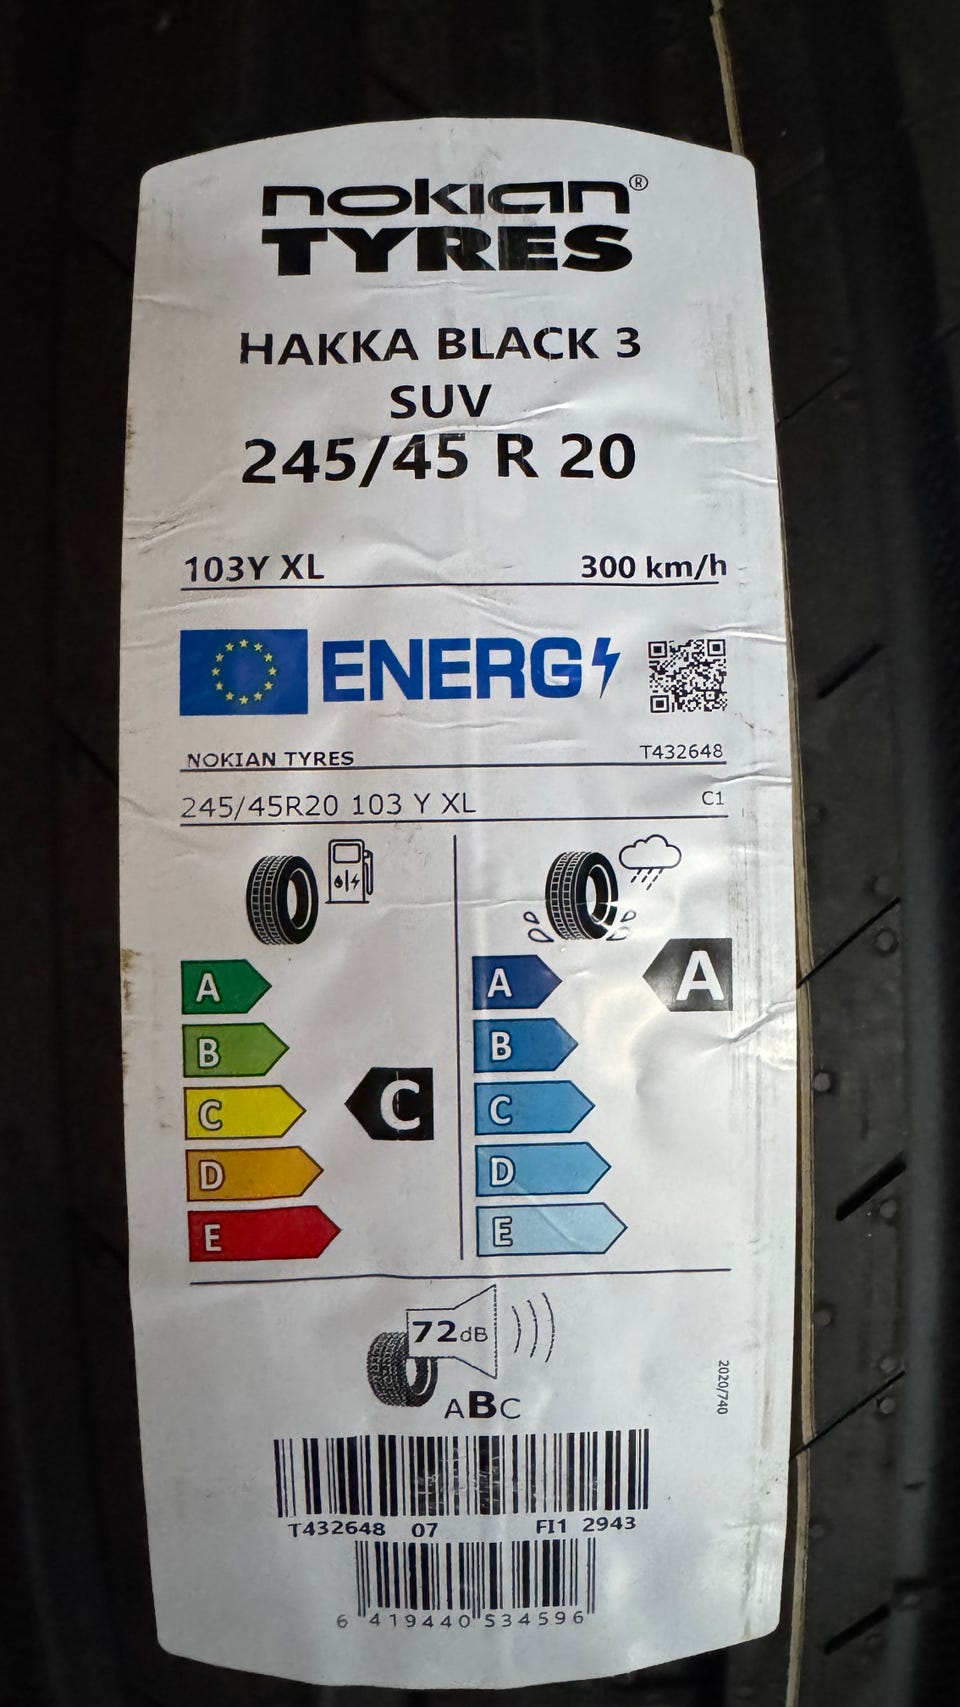 nokian®
TYRES
HAKKA BLACK 3
SUV
245/45 R 20
103Y XL 300 km/h
ENERG
NOKIAN TYRES T432648
245/45R20 103 Y XL C1
A A A
B B
C C C
D D
E E
72dB
ABC
2020/740
T432648 07 FI1 2943
6 419440 534596